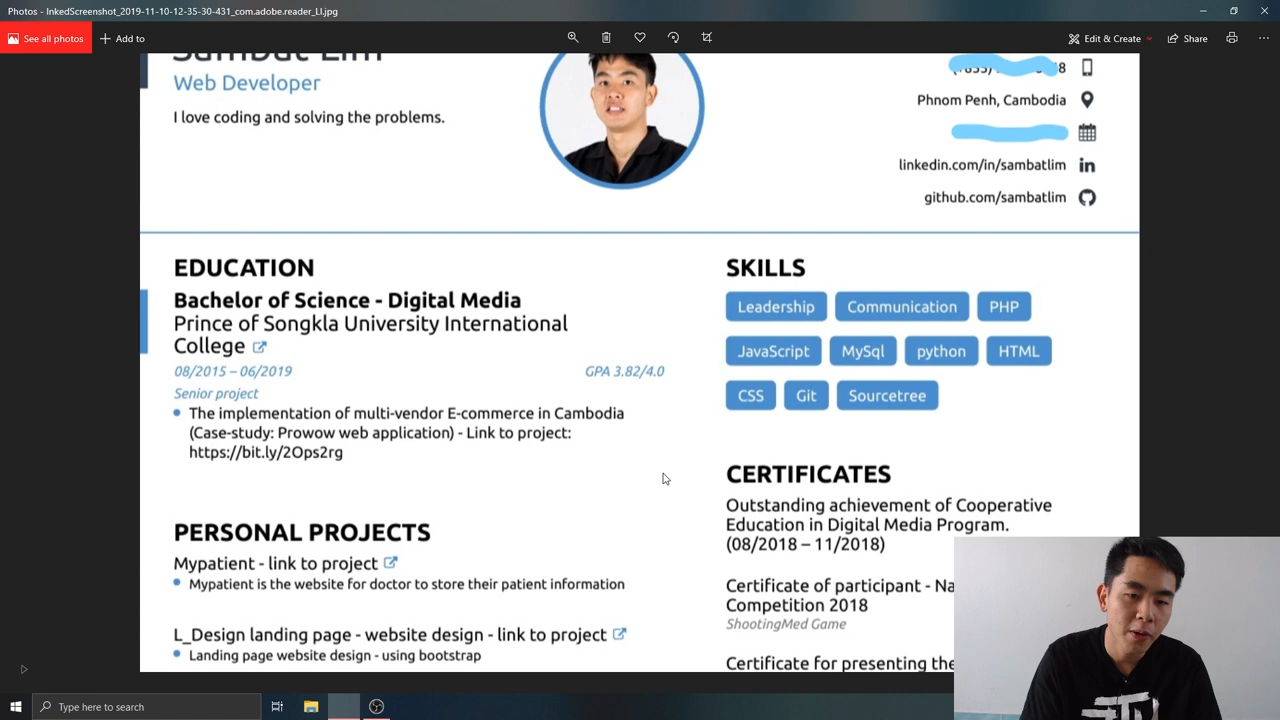 Photos - InkedScreenshot_2019-11-10-12-35-30-431_com.adobe.reader_LI.jpg
See all photos
Add to
Edit & Create
Share
Sambat Lim
Web Developer
I love coding and solving the problems.
8
Phnom Penh, Cambodia
linkedin.com/in/sambatlim
github.com/sambatlim
EDUCATION
Bachelor of Science - Digital Media
Prince of Songkla University International
College
08/2015 – 06/2019
GPA 3.82/4.0
Senior project
The implementation of multi-vendor E-commerce in Cambodia
(Case-study: Prowow web application) - Link to project:
https://bit.ly/2Ops2rg
PERSONAL PROJECTS
Mypatient - link to project
Mypatient is the website for doctor to store their patient information
L_Design landing page - website design - link to project
Landing page website design - using bootstrap
SKILLS
Leadership Communication PHP
JavaScript MySql python HTML
CSS Git Sourcetree
CERTIFICATES
Outstanding achievement of Cooperative
Education in Digital Media Program.
(08/2018 – 11/2018)
Certificate of participant - Na
Competition 2018
ShootingMed Game
Certificate for presenting the
Type here to search